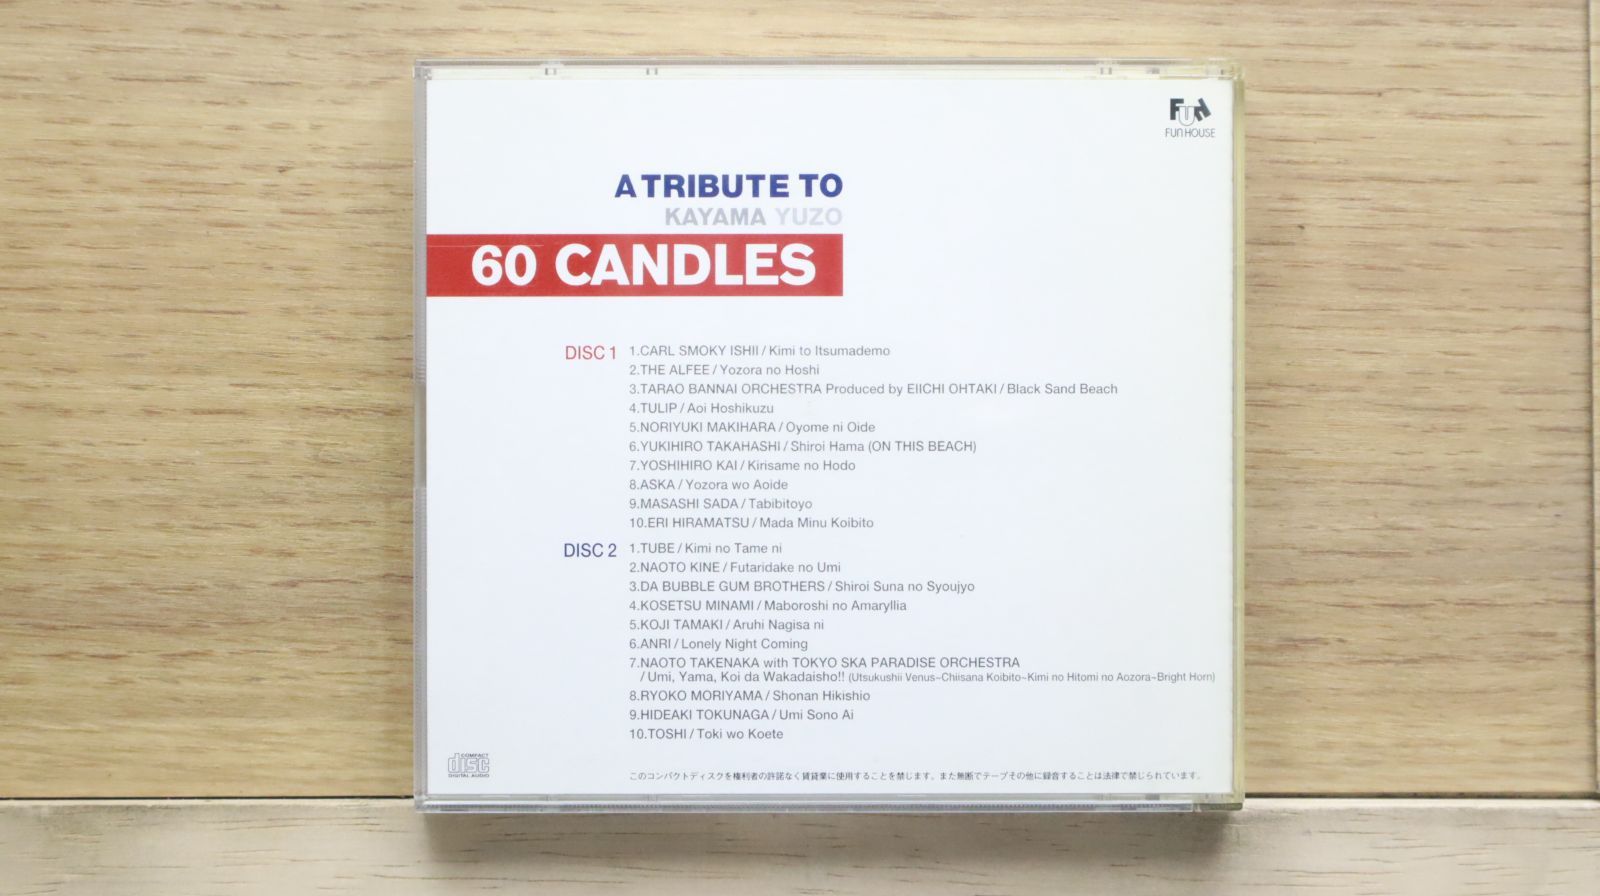 FUN
FUN HOUSE
A TRIBUTE TO
KAYAMA YUZO
60 CANDLES
DISC 1
1.CARL SMOKY ISHII / Kimi to Itsumademo
2.THE ALFEE / Yozora no Hoshi
3.TARAO BANNAI ORCHESTRA Produced by EIICHI OHTAKI / Black Sand Beach
4.TULIP / Aoi Hoshikuzu
5.NORIYUKI MAKIHARA / Oyome ni Oide
6.YUKIHIRO TAKAHASHI / Shiroi Hama (ON THIS BEACH)
7.YOSHIHIRO KAI / Kirisame no Hodo
8.ASKA / Yozora wo Aoide
9.MASASHI SADA / Tabibitoyo
10.ERI HIRAMATSU / Mada Minu Koibito
DISC 2
1.TUBE / Kimi no Tame ni
2.NAOTO KINE / Futaridake no Umi
3.DA BUBBLE GUM BROTHERS / Shiroi Suna no Syoujyo
4.KOSETSU MINAMI / Maboroshi no Amaryllia
5.KOJI TAMAKI / Aruhi Nagisa ni
6.ANRI / Lonely Night Coming
7.NAOTO TAKENAKA with TOKYO SKA PARADISE ORCHESTRA
/ Umi, Yama, Koi da Wakadaisho!! (Utsukushii Venus~Chiisana Koibito~Kimi no Hitomi no Aozora~Bright Horn)
8.RYOKO MORIYAMA / Shonan Hikishio
9.HIDEAKI TOKUNAGA / Umi Sono Ai
10.TOSHI / Toki wo Koete
COMPACT
disc
DIGITAL AUDIO
このコンパクトディスクを権利者の許諾なく賃貸業に使用することを禁じます。また無断でテープその他に録音することは法律で禁じられています。